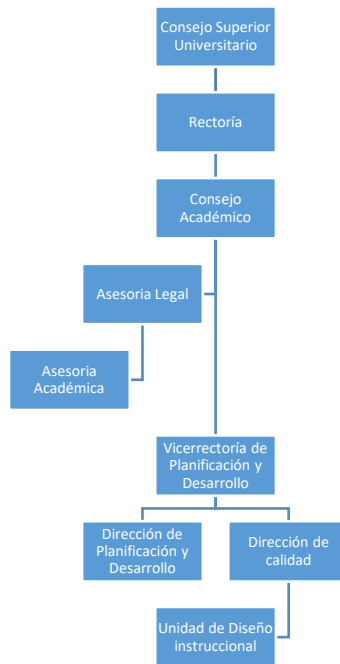 Consejo Superior
Universitario
Rectoría
Consejo
Académico
Asesoria Legal
Asesoria
Académica
Vicerrectoría de
Planificación y
Desarrollo
Dirección de
Planificación y
Desarrollo
Dirección de
calidad
Unidad de Diseño
instruccional